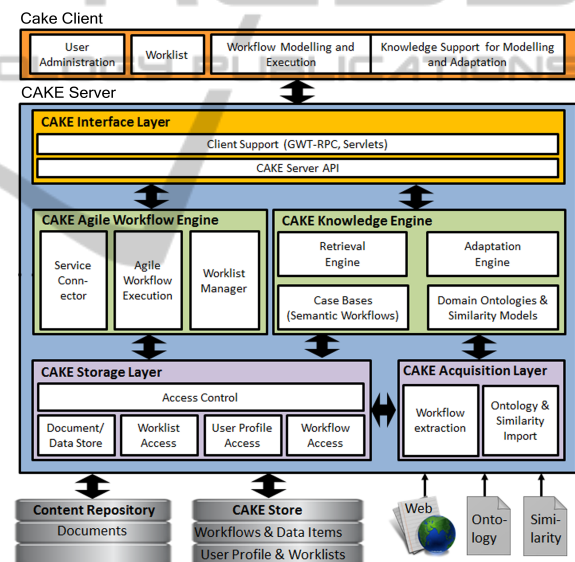 Cake Client
User
Administration
Worklist
Workflow Modelling and
Execution
Knowledge Support for Modelling
and Adaptation
CAKE Server
CAKE Interface Layer
Client Support (GWT-RPC, Servlets)
CAKE Server API
CAKE Agile Workflow Engine
Service
Conn-
ector
Agile
Workflow
Execution
Worklist
Manager
CAKE Knowledge Engine
Retrieval
Engine
Adaptation
Engine
Case Bases
(Semantic Workflows)
Domain Ontologies &
Similarity Models
CAKE Storage Layer
Access Control
Document/
Data Store
Worklist
Access
User Profile
Access
Workflow
Access
CAKE Acquisition Layer
Workflow
extraction
Ontology &
Similarity
Import
Content Repository
Documents
CAKE Store
Workflows & Data Items
User Profile & Worklists
Web
Onto-
logy
Simi-
larity